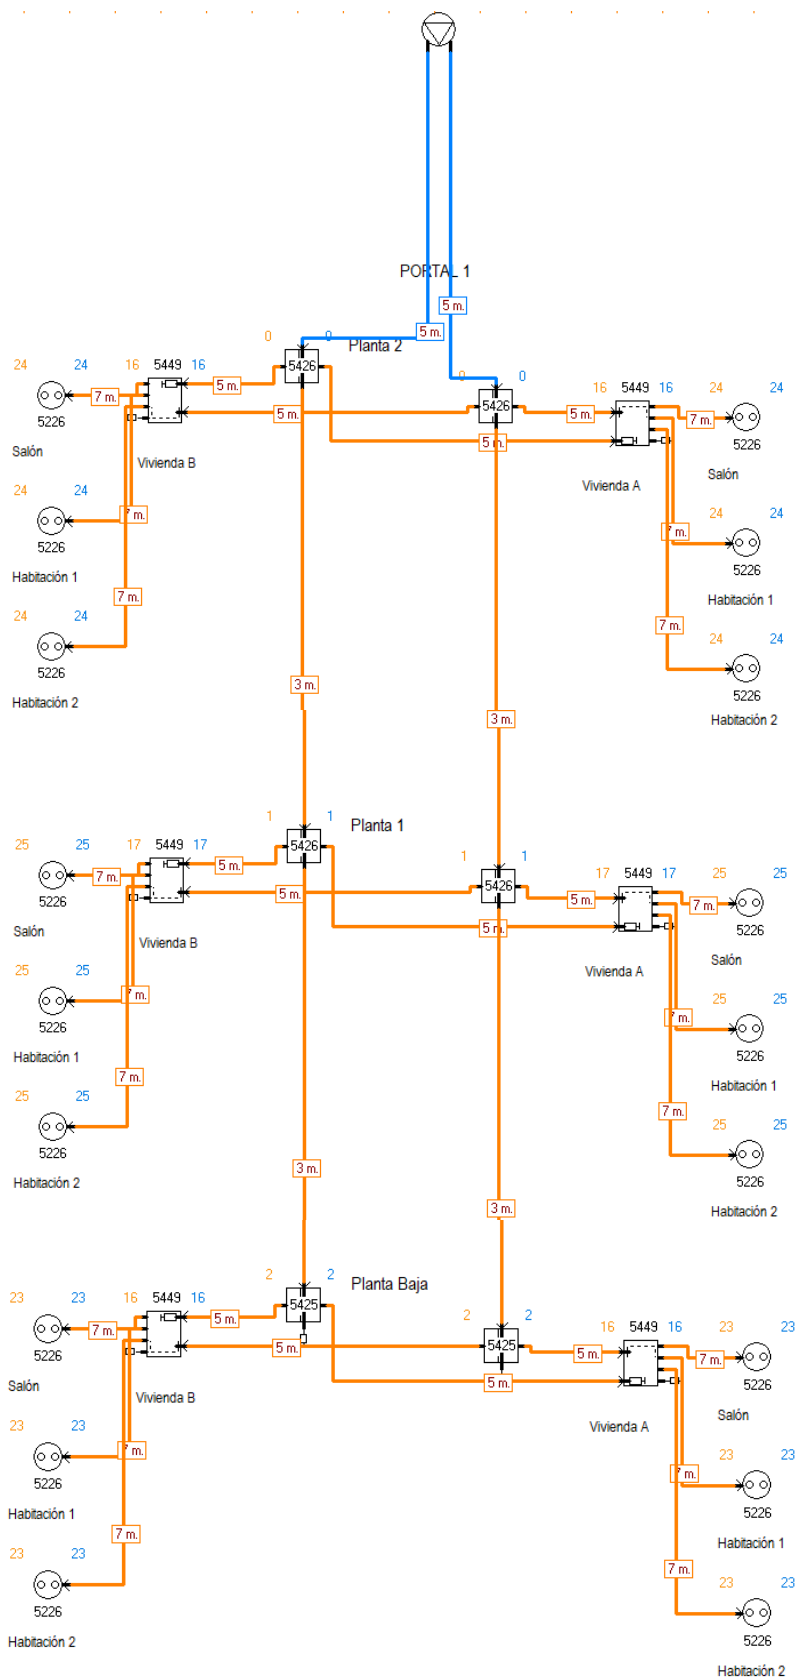 PORTAL 1
5 m.
5 m.
0 0
Planta 2
5426
24 24 16 5449 16
5 m.
7 m.
5226
Salón
Vivienda B
5 m.
0 0
5426
16 5449 16
5 m.
24 24
7 m.
5226
Salón
5 m.
Vivienda A
24 24
7 m.
5226
Habitación 1
24 24
7 m.
5226
Habitación 1
7 m.
24 24
5226
Habitación 2
7 m.
24 24
5226
Habitación 2
3 m.
3 m.
1 1
Planta 1
5426
25 25 17 5449 17
5 m.
7 m.
5226
Salón
Vivienda B
5 m.
1 1
5426
17 5449 17
5 m.
25 25
7 m.
5226
Salón
5 m.
Vivienda A
25 25
7 m.
5226
Habitación 1
25 25
7 m.
5226
Habitación 1
7 m.
25 25
5226
Habitación 2
7 m.
25 25
5226
Habitación 2
3 m.
3 m.
2 2
Planta Baja
5425
23 23 16 5449 16
5 m.
7 m.
5226
Salón
Vivienda B
5 m.
2 2
5425
16 5449 16
5 m.
23 23
7 m.
5226
Salón
5 m.
Vivienda A
23 23
7 m.
5226
Habitación 1
23 23
7 m.
5226
Habitación 1
7 m.
23 23
5226
Habitación 2
7 m.
23 23
5226
Habitación 2